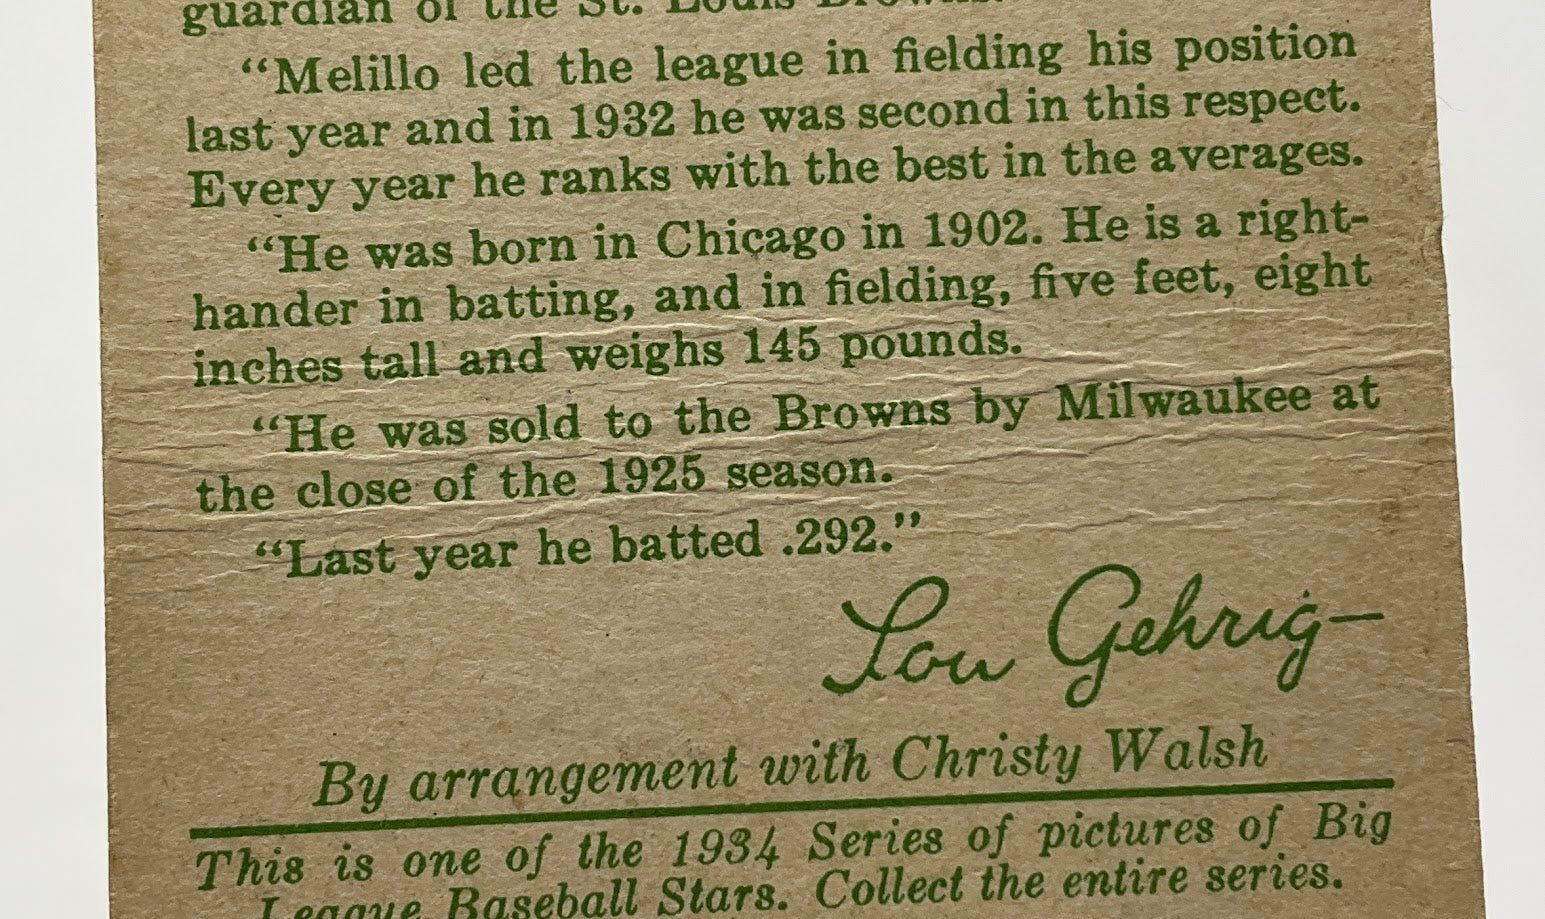 guardian of the St. Louis Browns.
“Melillo led the league in fielding his position
last year and in 1932 he was second in this respect.
Every year he ranks with the best in the averages.
“He was born in Chicago in 1902. He is a right-
hander in batting, and in fielding, five feet, eight
inches tall and weighs 145 pounds.
“He was sold to the Browns by Milwaukee at
the close of the 1925 season.
“Last year he batted .292.”
Lou Gehrig—
By arrangement with Christy Walsh
This is one of the 1934 Series of pictures of Big
League Baseball Stars. Collect the entire series.